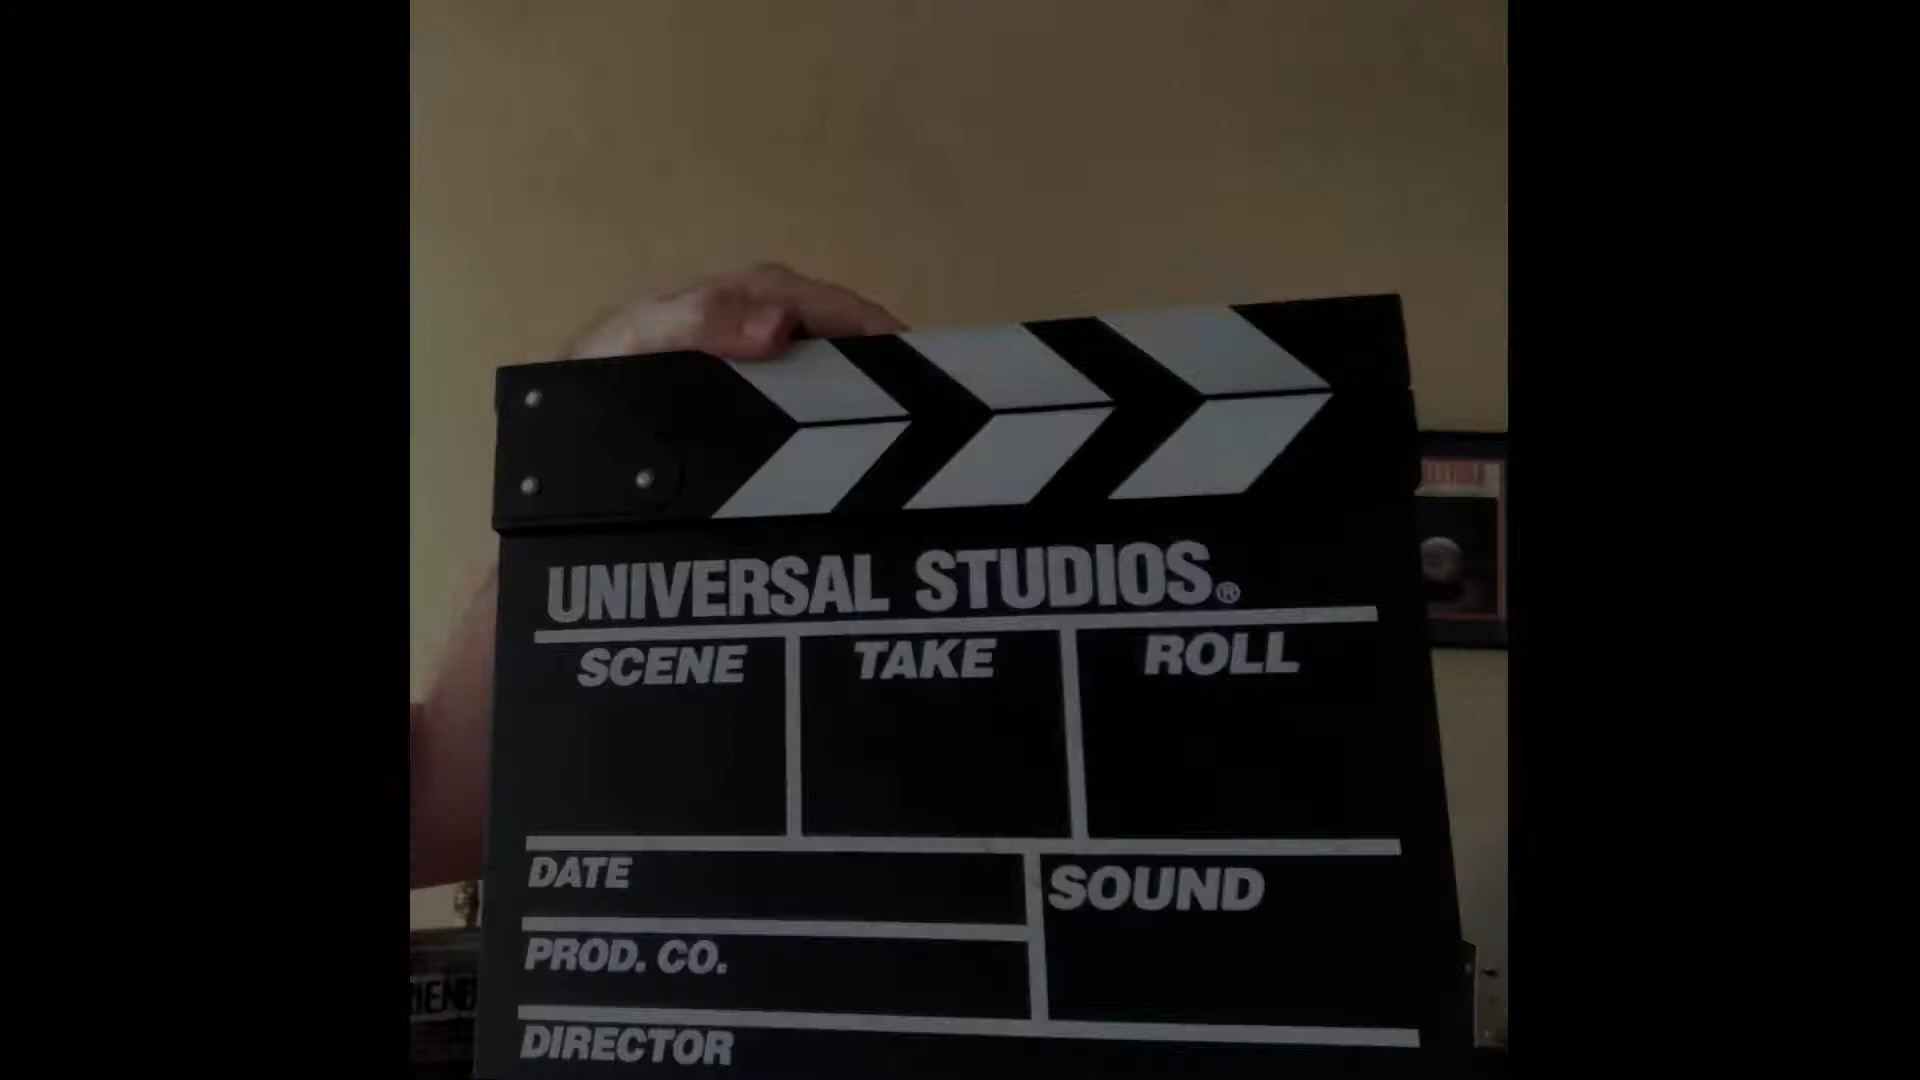 UNIVERSAL STUDIOS®
SCENE TAKE ROLL
DATE
SOUND
PROD. CO.
DIRECTOR